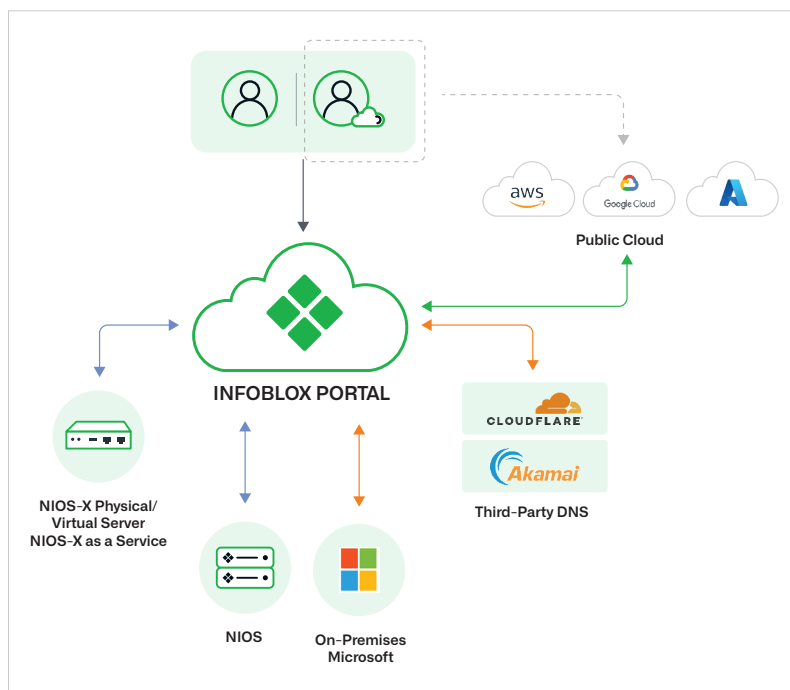 aws
Google Cloud
Public Cloud
INFOBLOX PORTAL
CLOUDFLARE
Akamai
Third-Party DNS
NIOS-X Physical/
Virtual Server
NIOS-X as a Service
NIOS
On-Premises
Microsoft